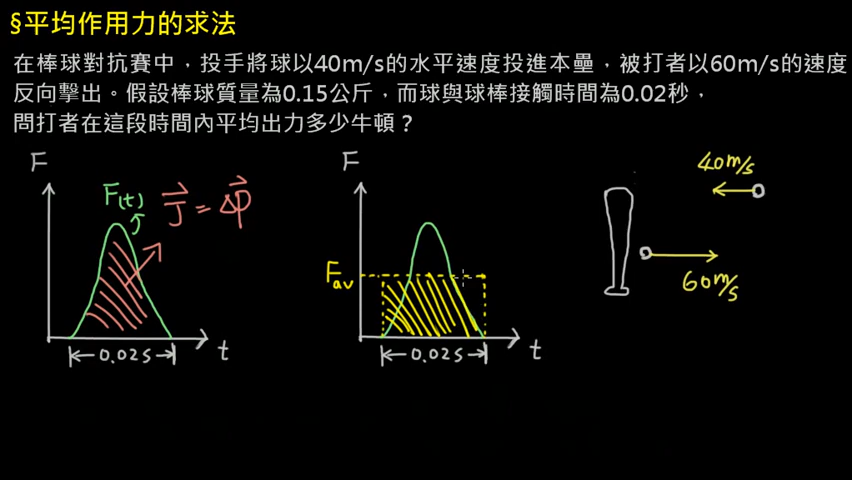 §平均作用力的求法
在棒球對抗賽中，投手將球以40m/s的水平速度投進本壘，被打者以60m/s的速度
反向擊出。假設棒球質量為0.15公斤，而球與球棒接觸時間為0.02秒，
問打者在這段時間內平均出力多少牛頓？
F
F(t)
J = ΔP
0.02s
t
F
Fav
0.02s
t
40m/s
60m/s